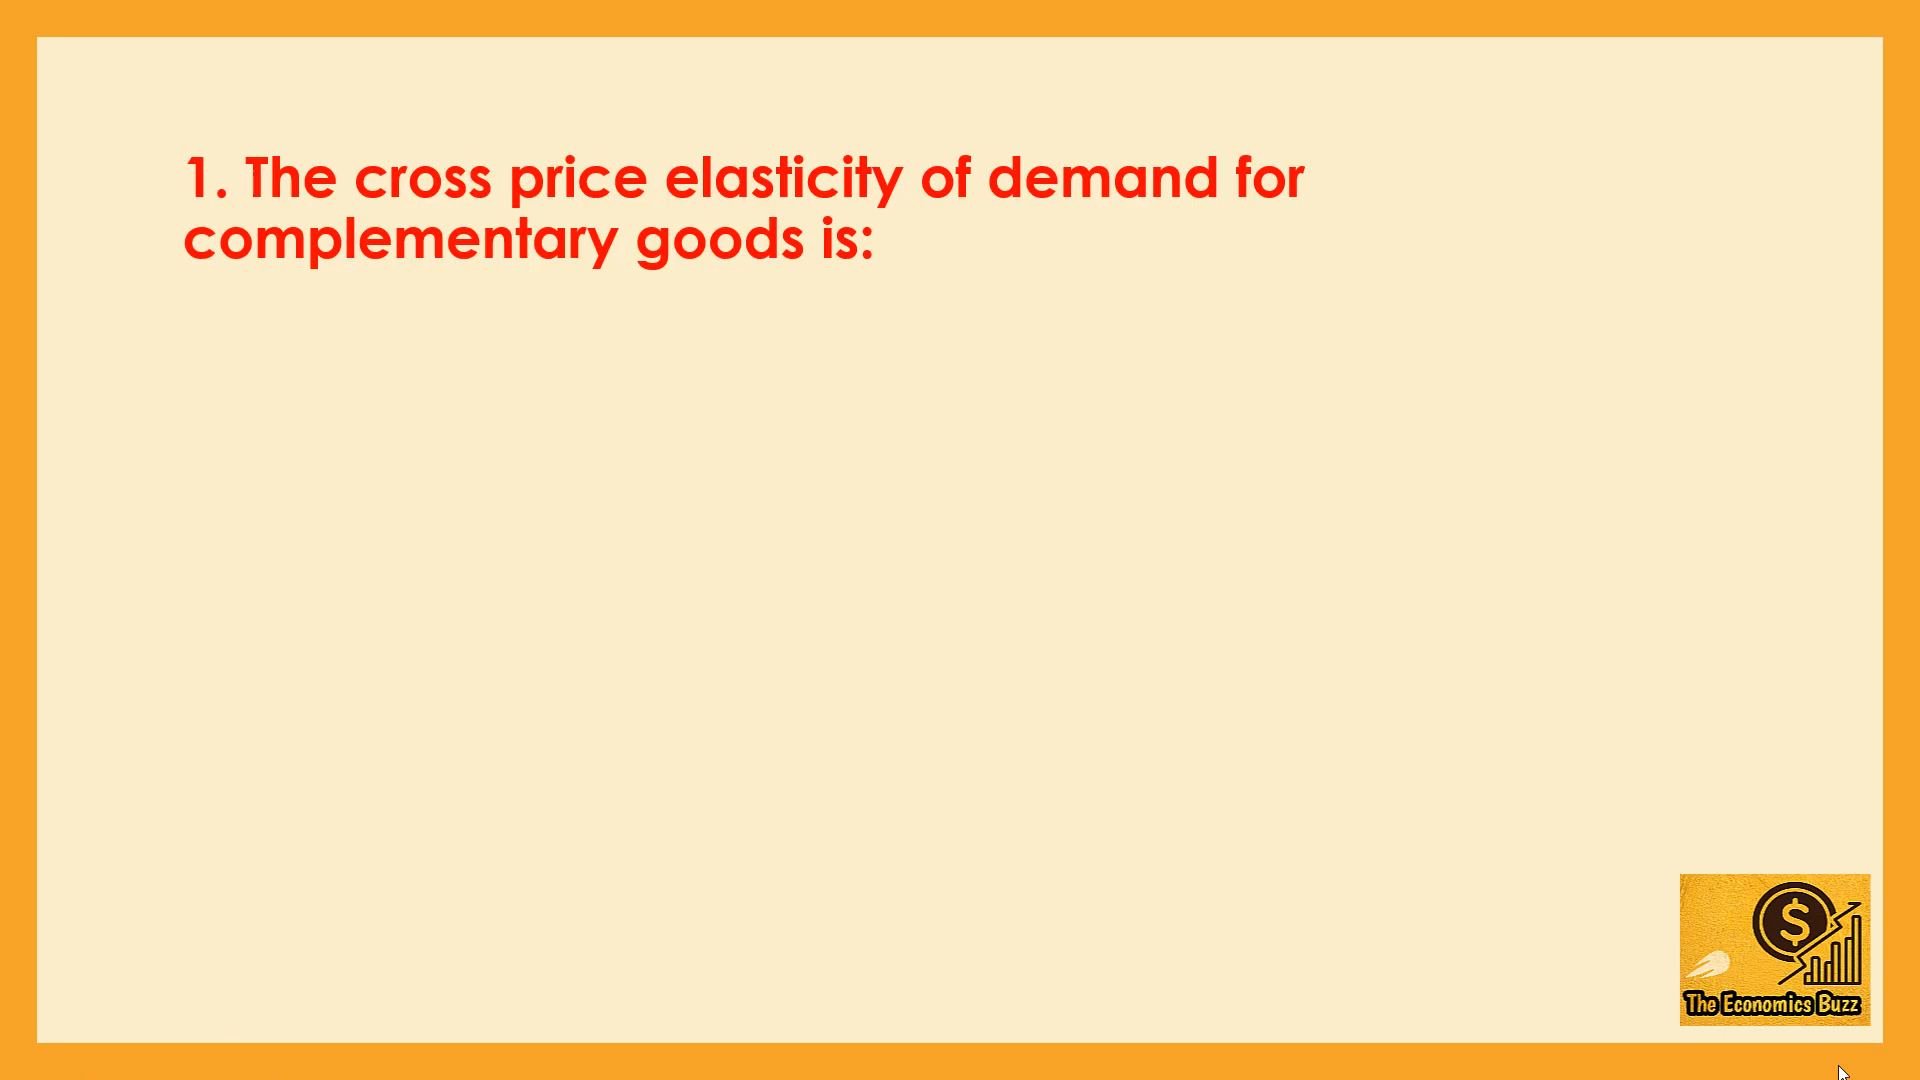 1. The cross price elasticity of demand for
complementary goods is:
$
The Economics Buzz